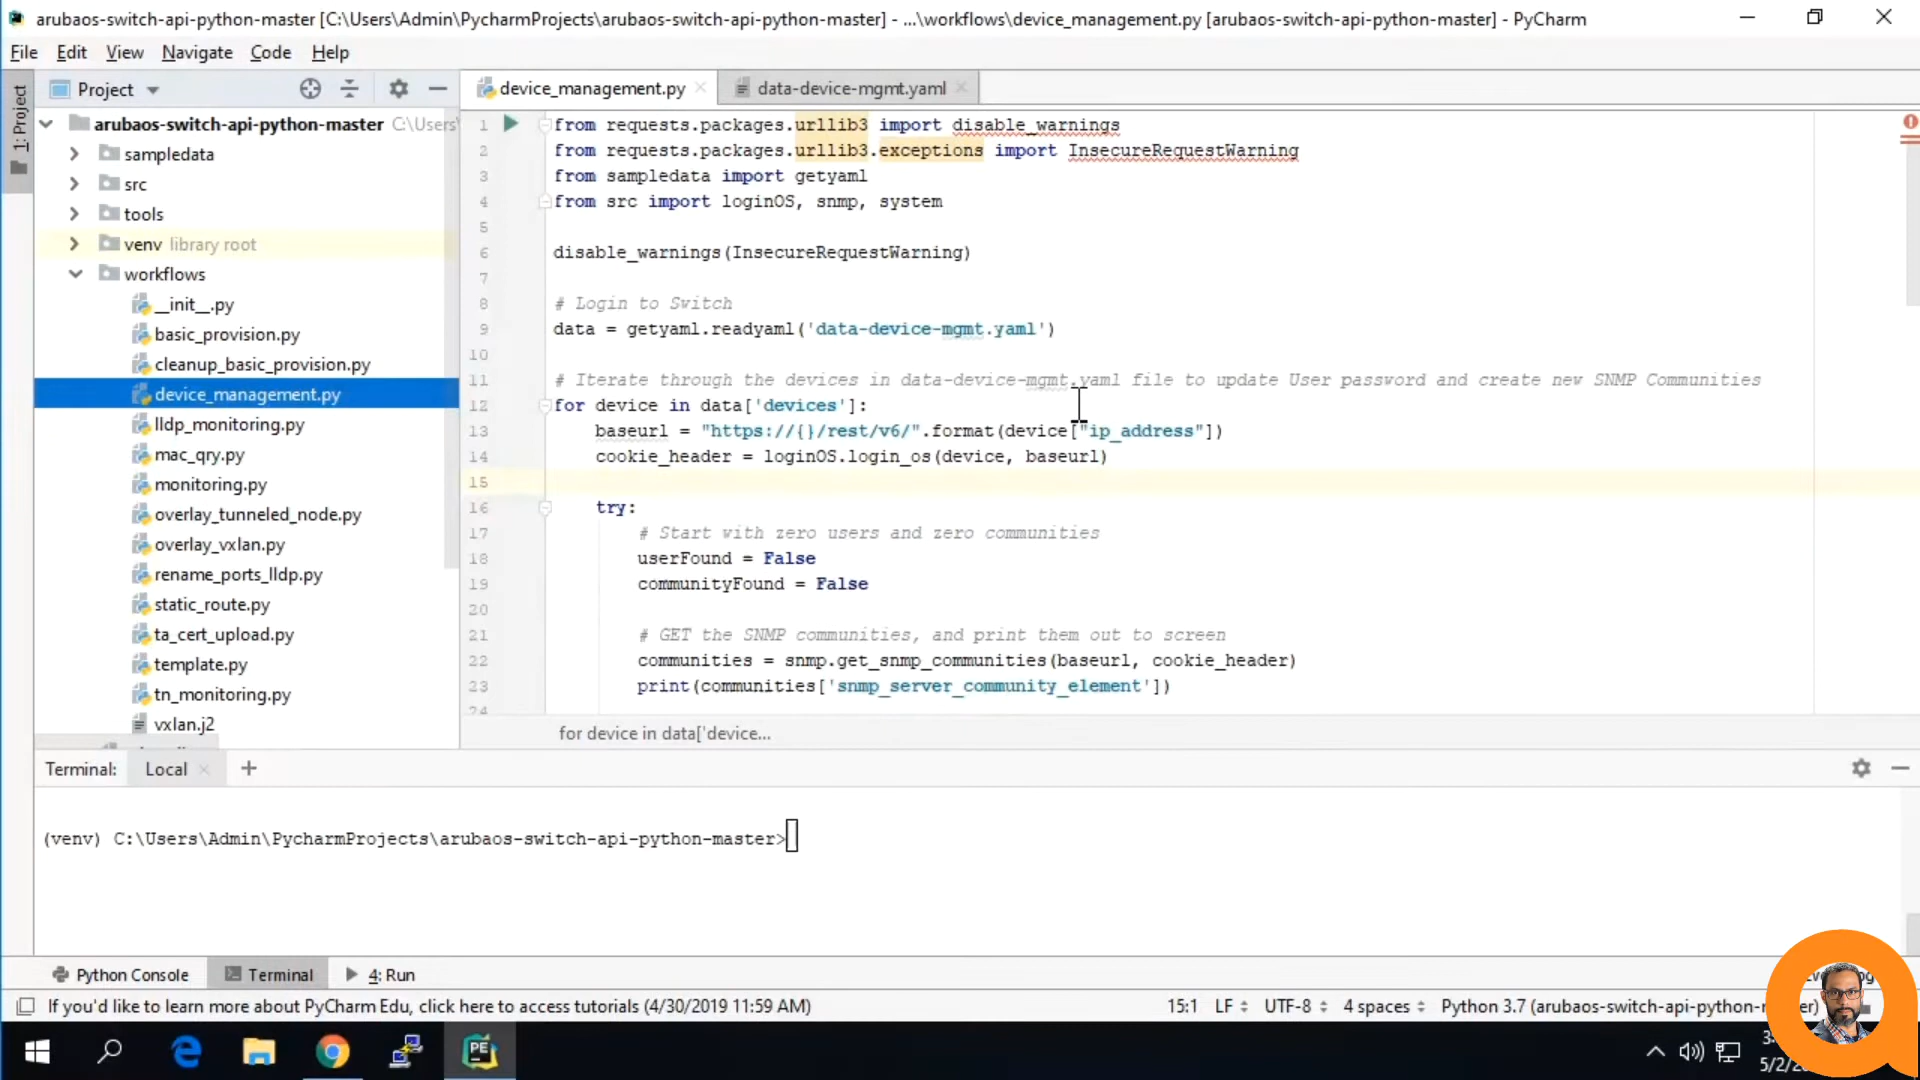 arubaos-switch-api-python-master [C:\Users\Admin\PycharmProjects\arubaos-switch-api-python-master] - ...\workflows\device_management.py [arubaos-switch-api-python-master] - PyCharm
File Edit View Navigate Code Help
1: Project
Project
device_management.py
data-device-mgmt.yaml
arubaos-switch-api-python-master C:\Users\
sampledata
src
tools
venv library root
workflows
__init__.py
basic_provision.py
cleanup_basic_provision.py
device_management.py
lldp_monitoring.py
mac_qry.py
monitoring.py
overlay_tunneled_node.py
overlay_vxlan.py
rename_ports_lldp.py
static_route.py
ta_cert_upload.py
template.py
tn_monitoring.py
vxlan.j2
1 from requests.packages.urllib3 import disable_warnings
2 from requests.packages.urllib3.exceptions import InsecureRequestWarning
3 from sampledata import getyaml
4 from src import loginOS, snmp, system
5
6 disable_warnings(InsecureRequestWarning)
7
8 # Login to Switch
9 data = getyaml.readyaml('data-device-mgmt.yaml')
10
11 # Iterate through the devices in data-device-mgmt.yaml file to update User password and create new SNMP Communities
12 for device in data['devices']:
13 baseurl = "https://{}/rest/v6/".format(device["ip_address"])
14 cookie_header = loginOS.login_os(device, baseurl)
15
16 try:
17 # Start with zero users and zero communities
18 userFound = False
19 communityFound = False
20
21 # GET the SNMP communities, and print them out to screen
22 communities = snmp.get_snmp_communities(baseurl, cookie_header)
23 print(communities['snmp_server_community_element'])
24
for device in data['device...
Terminal: Local +
(venv) C:\Users\Admin\PycharmProjects\arubaos-switch-api-python-master>
Python Console Terminal 4: Run
If you'd like to learn more about PyCharm Edu, click here to access tutorials (4/30/2019 11:59 AM)
15:1 LF UTF-8 4 spaces Python 3.7 (arubaos-switch-api-python-
PE